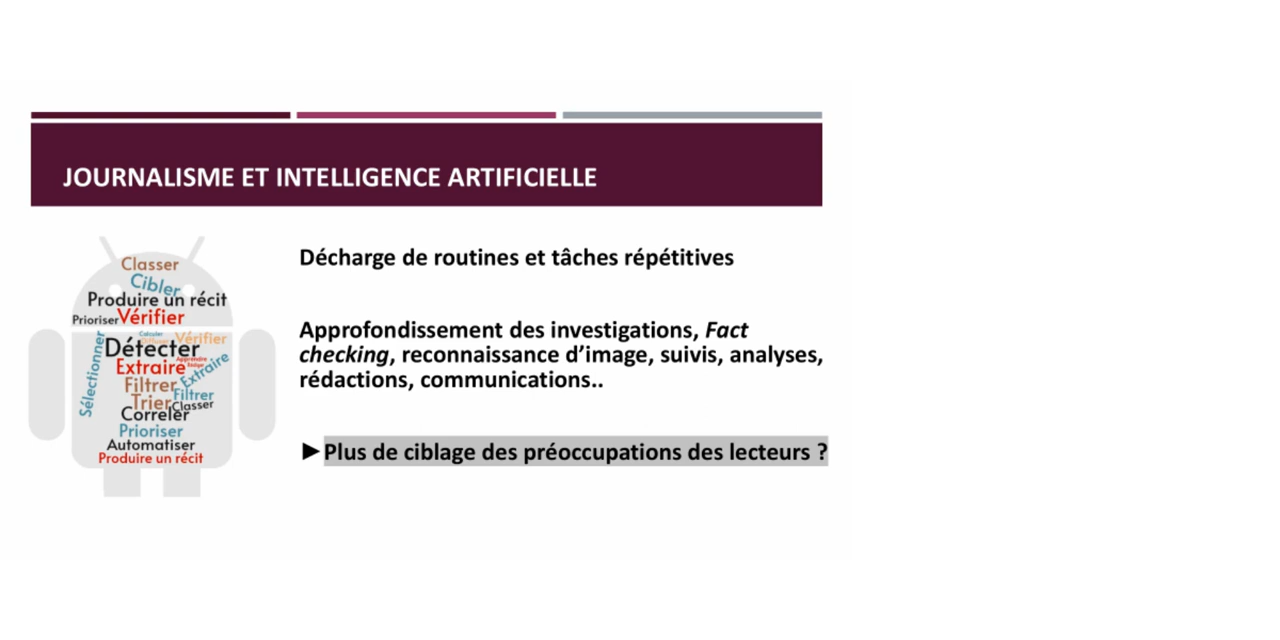 JOURNALISME ET INTELLIGENCE ARTIFICIELLE
Classer
Cibler
Produire un récit
Prioriser Vérifier
Calculer
Vérifier
Détecter
Sélectionner
Apprendre
Extraire
Extraire
Filtrer
Filtrer
Trier
Classer
Correler
Prioriser
Automatiser
Produire un récit
Décharge de routines et tâches répétitives
Approfondissement des investigations, Fact
checking, reconnaissance d’image, suivis, analyses,
rédactions, communications..
►Plus de ciblage des préoccupations des lecteurs ?